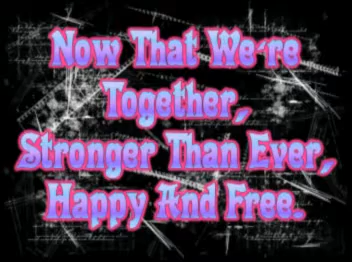 Now That We're
Together,
Stronger Than Ever,
Happy And Free.